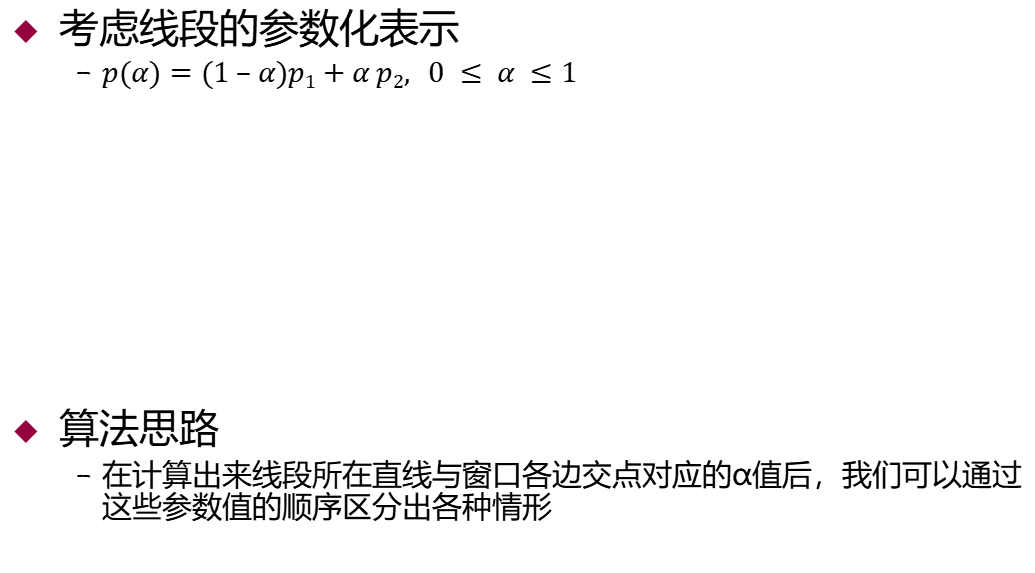 ◆ 考虑线段的参数化表示
– p(α) = (1 – α)p₁ + α p₂, 0 ≤ α ≤ 1
◆ 算法思路
– 在计算出来线段所在直线与窗口各边交点对应的α值后，我们可以通过
这些参数值的顺序区分出各种情形